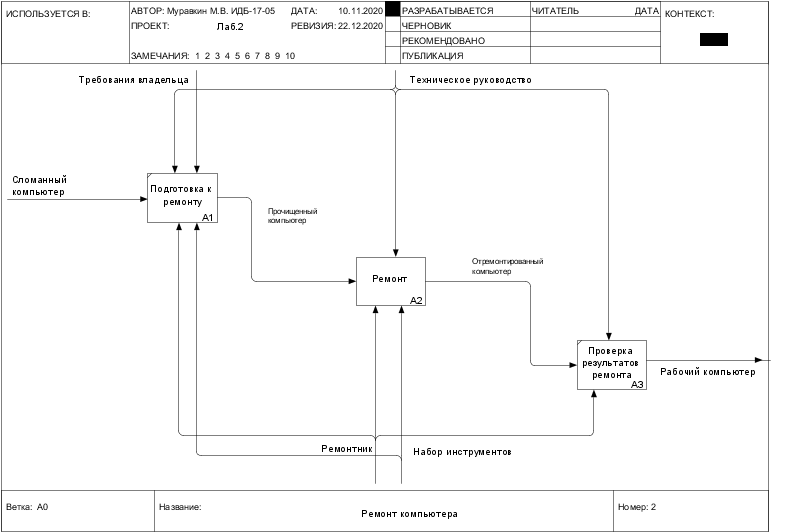 ИСПОЛЬЗУЕТСЯ В:
АВТОР: Муравкин М.В. ИДБ-17-05
ДАТА: 10.11.2020
РАЗРАБАТЫВАЕТСЯ
ЧИТАТЕЛЬ
ДАТА
КОНТЕКСТ:
ПРОЕКТ: Лаб.2
РЕВИЗИЯ: 22.12.2020
ЧЕРНОВИК
РЕКОМЕНДОВАНО
ЗАМЕЧАНИЯ: 1 2 3 4 5 6 7 8 9 10
ПУБЛИКАЦИЯ
Требования владельца
Техническое руководство
Сломанный
компьютер
Подготовка к
ремонту
A1
Прочищенный
компьютер
Ремонт
A2
Отремонтированный
компьютер
Проверка
результатов
ремонта
A3
Рабочий компьютер
Ремонтник
Набор инструментов
Ветка: A0
Название:
Ремонт компьютера
Номер: 2